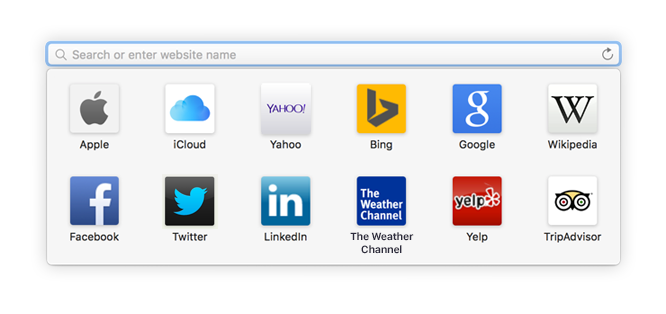 Search or enter website name
YAHOO!
g
W
Apple
iCloud
Yahoo
Bing
Google
Wikipedia
f
in
The
Weather
Channel
yelp
Facebook
Twitter
LinkedIn
The Weather
Channel
Yelp
TripAdvisor